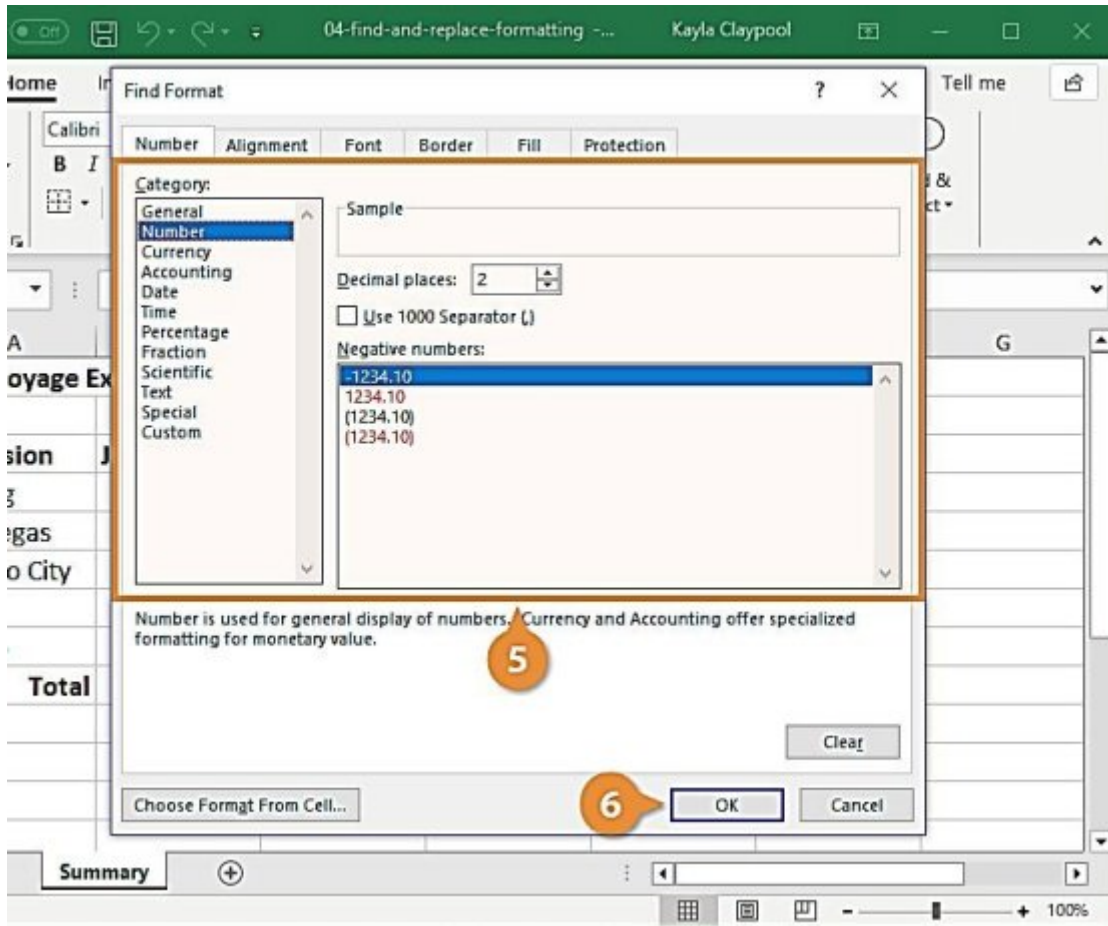 Off 04-find-and-replace-formatting -... Kayla Claypool
Home Tell me
Find Format ?
Calibri
B I
Number Alignment Font Border Fill Protection
Category:
General
Number
Currency
Accounting
Date
Time
Percentage
Fraction
Scientific
Text
Special
Custom
Sample
Decimal places: 2
Use 1000 Separator (,)
Negative numbers:
-1234.10
1234.10
(1234.10)
(1234.10)
d &
ct
A G
oyage Ex
sion J
g
egas
o City
Total
Number is used for general display of numbers. Currency and Accounting offer specialized
formatting for monetary value.
5
Clear
Choose Format From Cell... 6 OK Cancel
Summary
100%